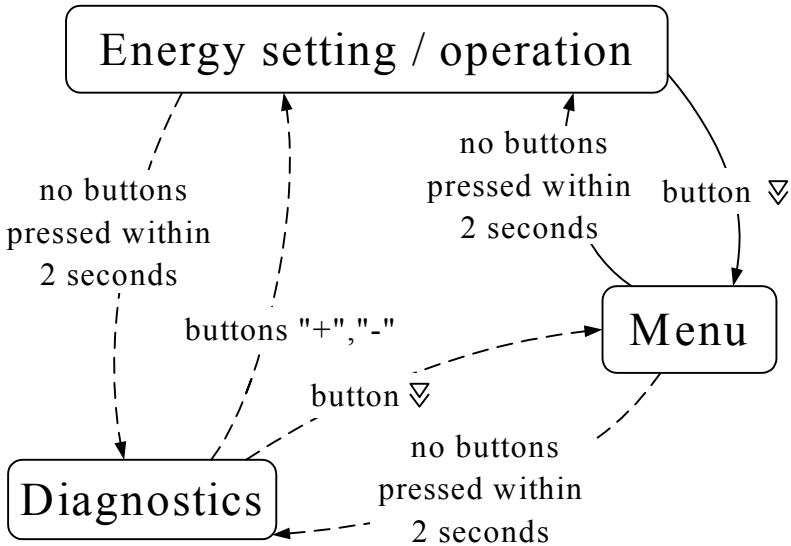 Energy setting / operation
no buttons
pressed within
2 seconds
no buttons
pressed within
2 seconds
button
buttons "+","-"
Menu
button
no buttons
pressed within
2 seconds
Diagnostics